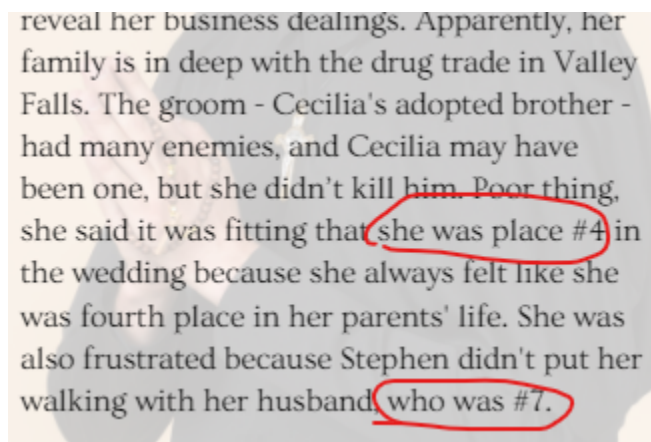 reveal her business dealings. Apparently, her
family is in deep with the drug trade in Valley
Falls. The groom - Cecilia's adopted brother -
had many enemies, and Cecilia may have
been one, but she didn't kill him. Poor thing,
she said it was fitting that she was place #4 in
the wedding because she always felt like she
was fourth place in her parents' life. She was
also frustrated because Stephen didn't put her
walking with her husband, who was #7.